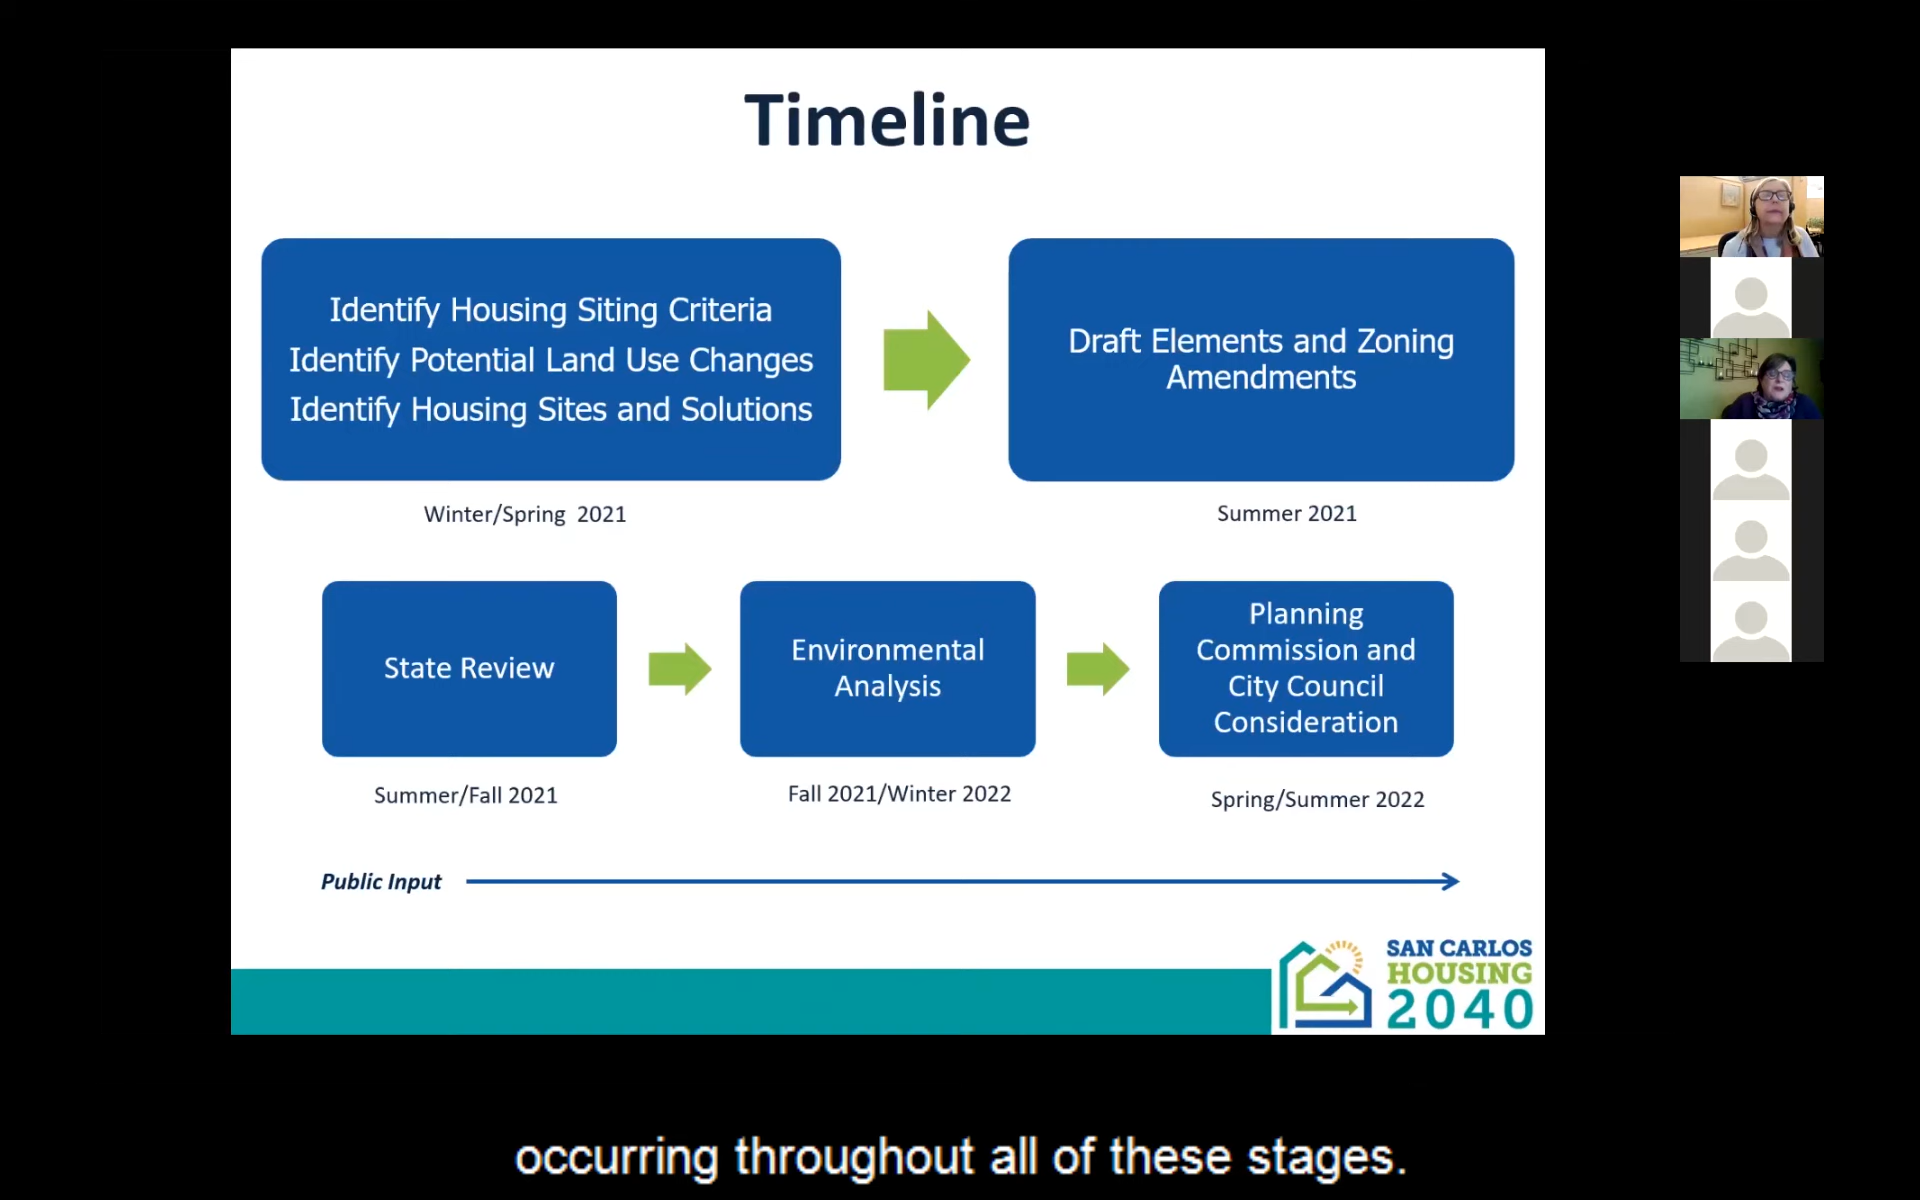 Timeline
Identify Housing Siting Criteria
Identify Potential Land Use Changes
Identify Housing Sites and Solutions
Draft Elements and Zoning
Amendments
Winter/Spring 2021
Summer 2021
State Review
Environmental
Analysis
Planning
Commission and
City Council
Consideration
Summer/Fall 2021
Fall 2021/Winter 2022
Spring/Summer 2022
Public Input
SAN CARLOS
HOUSING
2040
occurring throughout all of these stages.